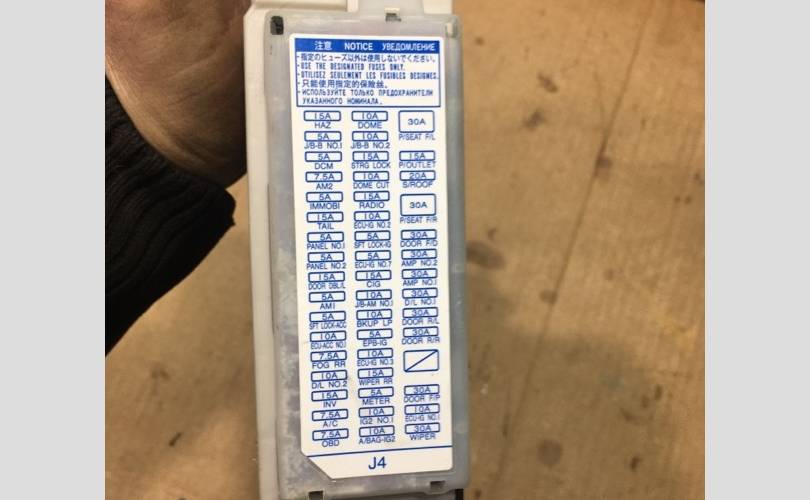 注意 NOTICE УВЕДОМЛЕНИЕ
・指定のヒューズ以外は使用しないでください。
・USE THE DESIGNATED FUSES ONLY.
・UTILISEZ SEULEMENT LES FUSIBLES DESIGNES.
・只能使用指定的保险丝。
・ИСПОЛЬЗУЙТЕ ТОЛЬКО ПРЕДОХРАНИТЕЛИ
УКАЗАННОГО НОМИНАЛА.
15A 10A 30A
HAZ DOME P/SEAT F/L
5A 10A
J/B-B NO.1 J/B-B NO.2
5A 15A 15A
DCM STRG LOCK P/OUTLET
7.5A 10A 20A
AM2 DOME CUT S/ROOF
5A 15A 30A
IMMOBI RADIO P/SEAT F/R
15A 10A
TAIL ECU-IG NO.2
5A 5A 30A
PANEL NO.1 SFT LOCK-IG DOOR F/D
5A 5A 30A
PANEL NO.2 ECU-IG NO.7 AMP NO.2
15A 15A 30A
DOOR DBL/L CIG AMP NO.1
5A 10A 30A
AM1 J/B-AM NO.1 D/L NO.1
5A 10A 30A
SFT LOCK-ACC BKUP LP DOOR R/L
10A 5A 30A
ECU-ACC NO.1 EPB-IG DOOR R/R
7.5A 10A
FOG RR ECU-IG NO.3
10A 15A
D/L NO.2 WIPER RR
15A 5A 30A
INV METER DOOR F/P
7.5A 10A 10A
A/C IG2 NO.1 ECU-IG NO.1
7.5A 10A 30A
OBD A/BAG-IG2 WIPER
J4